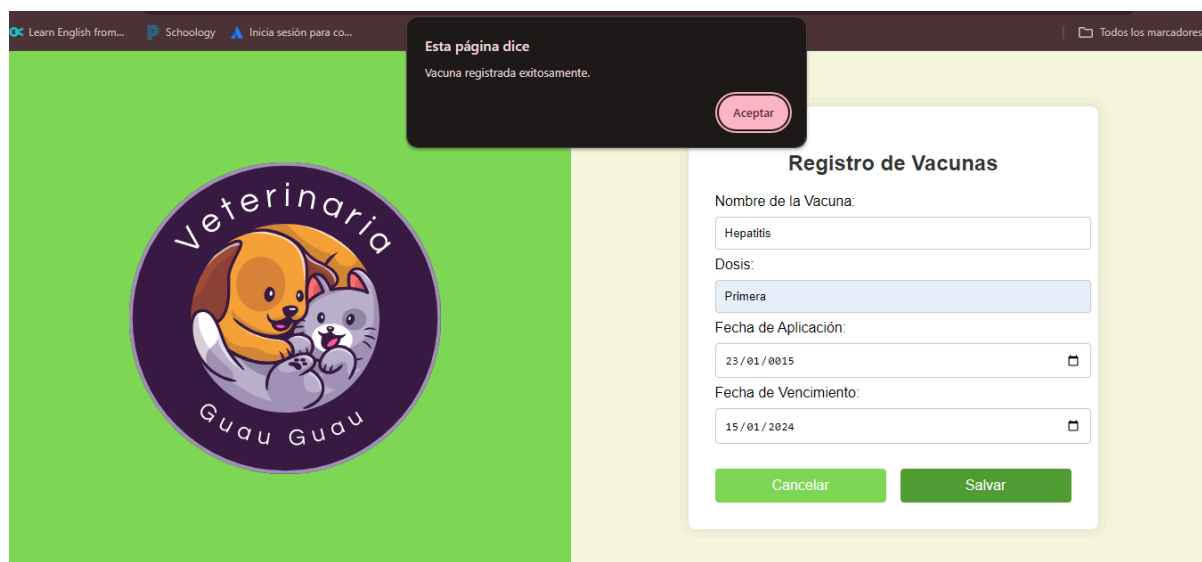 Learn English from...
Schoology
Inicia sesión para co...
Todos los marcadores
Esta página dice
Vacuna registrada exitosamente.
Aceptar
Veterinaria
Guau Guau
Registro de Vacunas
Nombre de la Vacuna:
Hepatitis
Dosis:
Primera
Fecha de Aplicación:
23/01/0015
Fecha de Vencimiento:
15/01/2024
Cancelar
Salvar